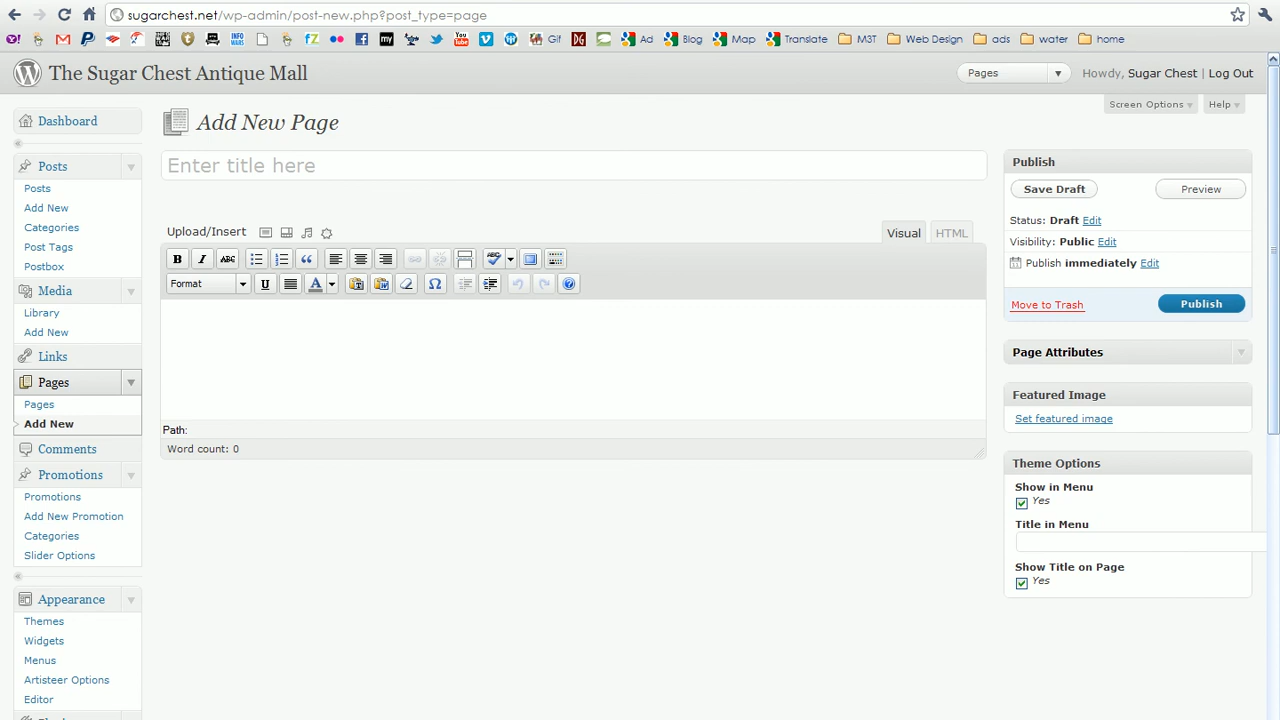 sugarchest.net/wp-admin/post-new.php?post_type=page
Gif Ad Blog Map Translate M3T Web Design ads water home
The Sugar Chest Antique Mall
Pages
Howdy, Sugar Chest | Log Out
Screen Options
Help
Dashboard
Posts
Posts
Add New
Categories
Post Tags
Postbox
Media
Library
Add New
Links
Pages
Pages
Add New
Comments
Promotions
Promotions
Add New Promotion
Categories
Slider Options
Appearance
Themes
Widgets
Menus
Artisteer Options
Editor
Add New Page
Enter title here
Upload/Insert
Visual
HTML
B I ABC
ABC
Format
U A
Path:
Word count: 0
Publish
Save Draft
Preview
Status: Draft Edit
Visibility: Public Edit
Publish immediately Edit
Move to Trash
Publish
Page Attributes
Featured Image
Set featured image
Theme Options
Show in Menu
Yes
Title in Menu
Show Title on Page
Yes